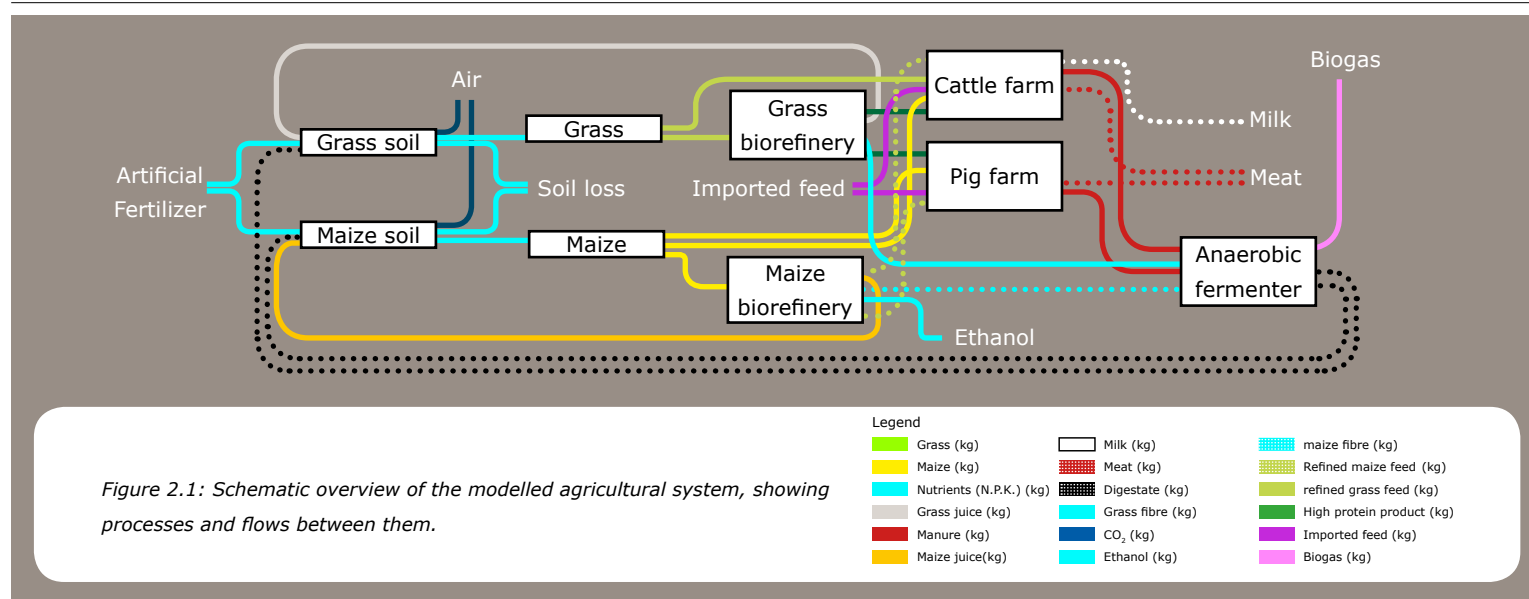 Air
Biogas
Cattle farm
Grass
biorefinery
Grass
Grass soil
Milk
Artificial
Fertilizer
Soil loss
Imported feed
Pig farm
Meat
Maize soil
Maize
Maize
biorefinery
Anaerobic
fermenter
Ethanol
Figure 2.1: Schematic overview of the modelled agricultural system, showing
processes and flows between them.
Legend
Grass (kg)
Maize (kg)
Nutrients (N.P.K.) (kg)
Grass juice (kg)
Manure (kg)
Maize juice(kg)
Milk (kg)
Meat (kg)
Digestate (kg)
Grass fibre (kg)
CO₂ (kg)
Ethanol (kg)
maize fibre (kg)
Refined maize feed (kg)
refined grass feed (kg)
High protein product (kg)
Imported feed (kg)
Biogas (kg)